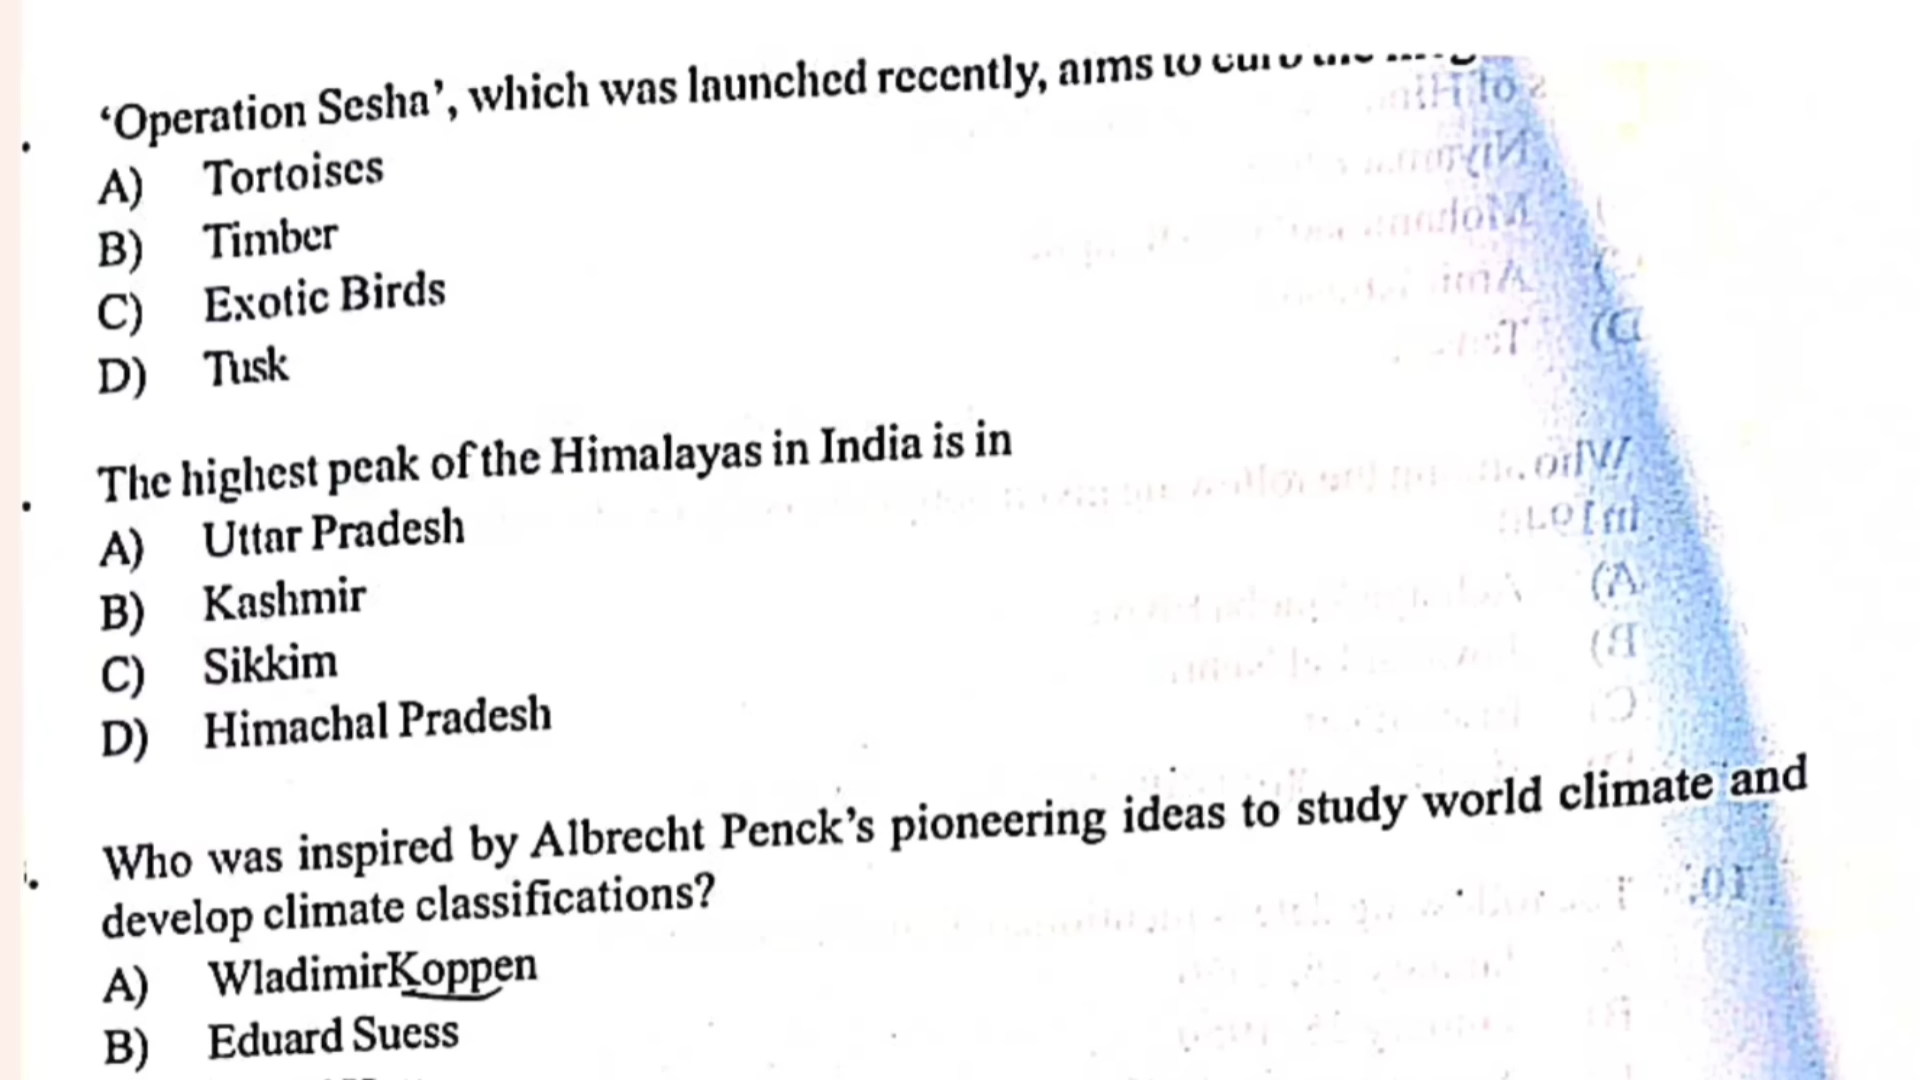 ‘Operation Sesha’, which was launched recently, aims to curb the
A) Tortoises
B) Timber
C) Exotic Birds
D) Tusk
The highest peak of the Himalayas in India is in
A) Uttar Pradesh
B) Kashmir
C) Sikkim
D) Himachal Pradesh
Who was inspired by Albrecht Penck’s pioneering ideas to study world climate and
develop climate classifications?
A) WladimirKoppen
B) Eduard Suess